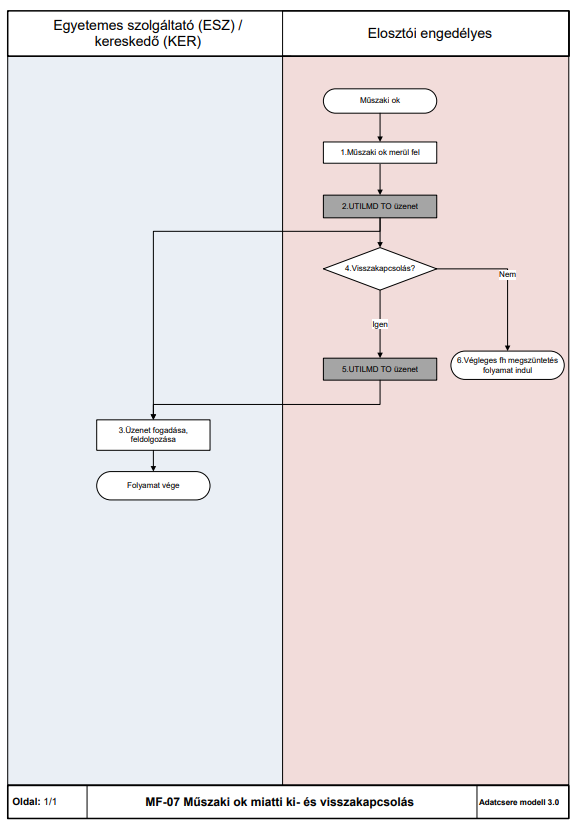 Egyetemes szolgáltató (ESZ) /
kereskedő (KER)
Elosztói engedélyes
Műszaki ok
1.Műszaki ok merül fel
2.UTILMD TO üzenet
4.Visszakapcsolás?
Nem
Igen
6.Végleges fh megszüntetés
folyamat indul
5.UTILMD TO üzenet
3.Üzenet fogadása,
feldolgozása
Folyamat vége
Oldal: 1/1
MF-07 Műszaki ok miatti ki- és visszakapcsolás
Adatcsere modell 3.0